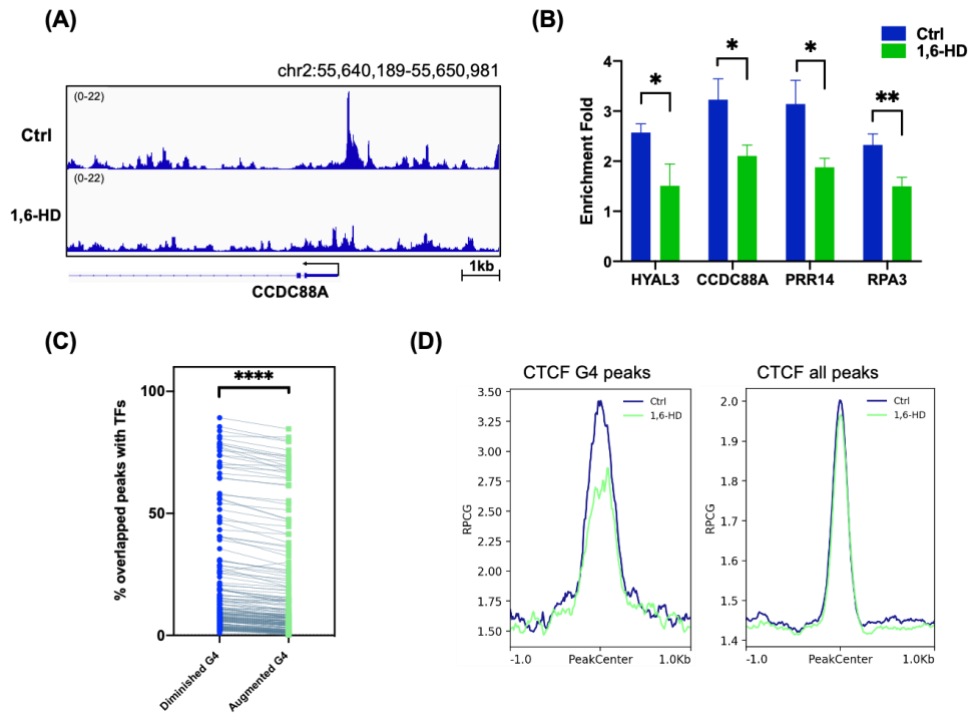 (A)
chr2:55,640,189-55,650,981
(0-22)
Ctrl
(0-22)
1,6-HD
1kb
CCDC88A
(B)
Ctrl
1,6-HD
Enrichment Fold
4
3
2
1
0
*
*
*
**
HYAL3 CCDC88A PRR14 RPA3
(C)
% overlapped peaks with TFs
100
50
0
****
Diminished G4
Augmented G4
(D)
CTCF G4 peaks
Ctrl
1,6-HD
RPCG
3.50
3.25
3.00
2.75
2.50
2.25
2.00
1.75
1.50
-1.0 PeakCenter 1.0Kb
CTCF all peaks
Ctrl
1,6-HD
RPCG
2.0
1.9
1.8
1.7
1.6
1.5
1.4
-1.0 PeakCenter 1.0Kb